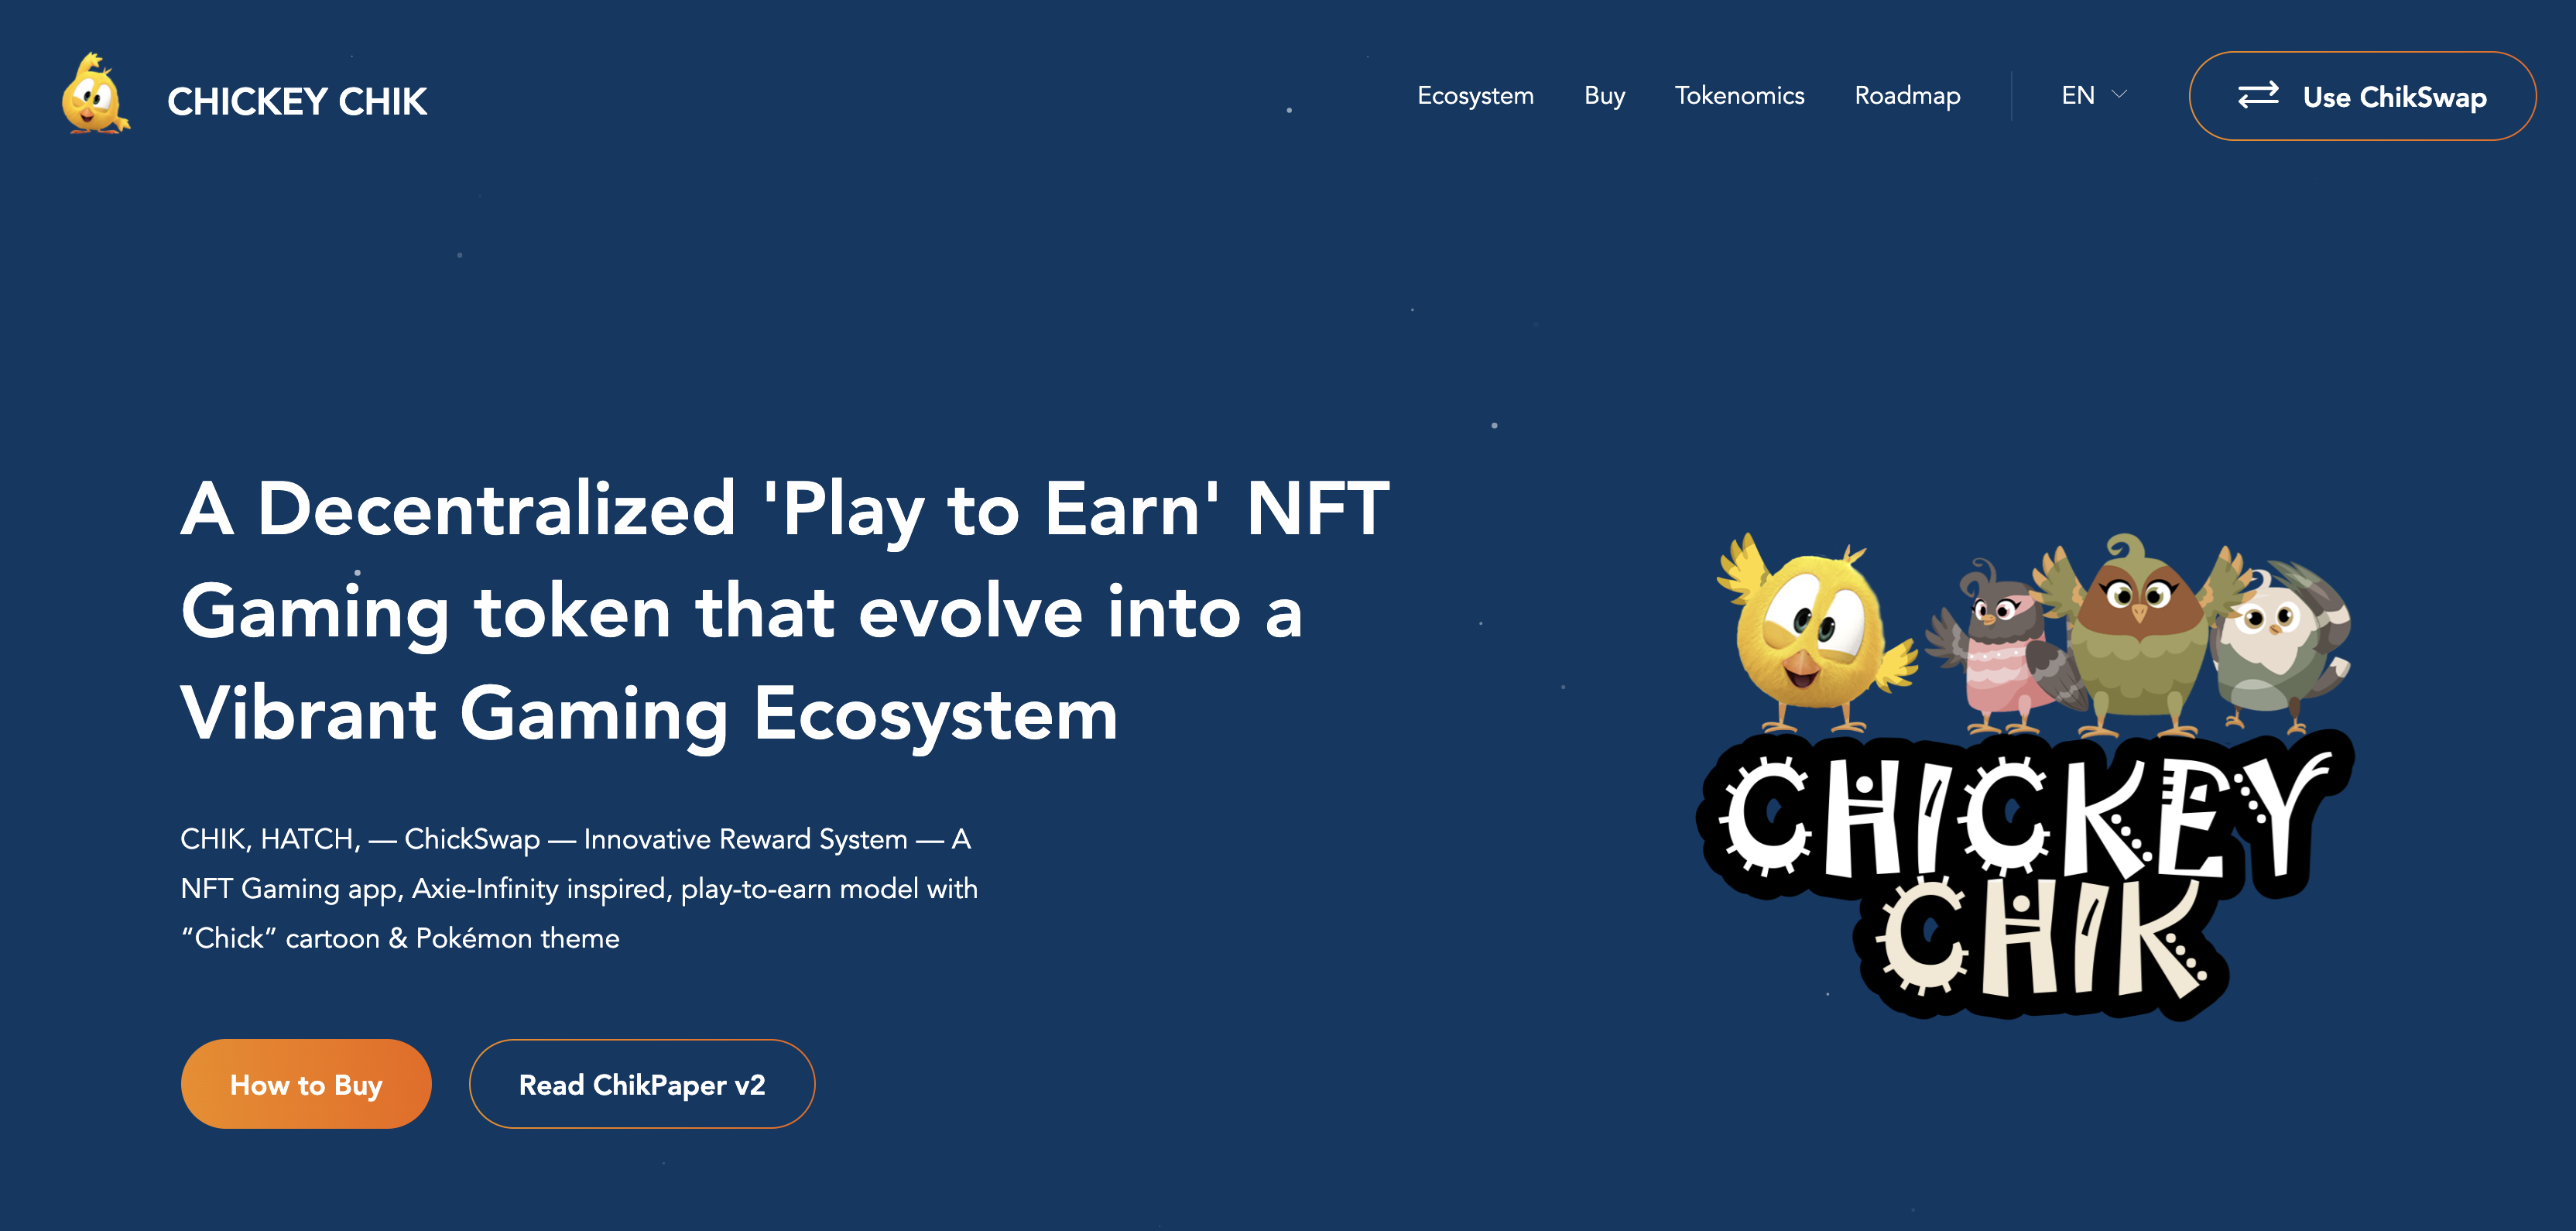 CHICKEY CHIK
Ecosystem
Buy
Tokenomics
Roadmap
EN
Use ChikSwap
A Decentralized 'Play to Earn' NFT
Gaming token that evolve into a
Vibrant Gaming Ecosystem
CHIK, HATCH, — ChickSwap — Innovative Reward System — A
NFT Gaming app, Axie-Infinity inspired, play-to-earn model with
“Chick” cartoon & Pokémon theme
How to Buy
Read ChikPaper v2
CHICKEY
CHIK